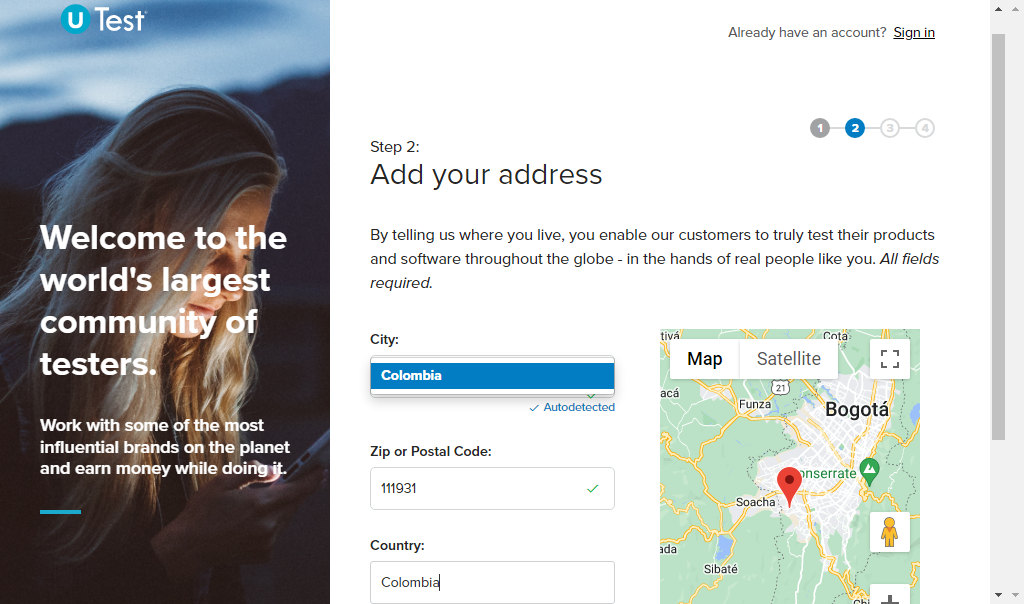 U Test
Already have an account? Sign in
1 2 3 4
Step 2:
Add your address
Welcome to the
world's largest
community of
testers.
Work with some of the most
influential brands on the planet
and earn money while doing it.
By telling us where you live, you enable our customers to truly test their products
and software throughout the globe - in the hands of real people like you. All fields
required.
City:
Colombia
Autodetected
Zip or Postal Code:
111931
Country:
Colombia
Map Satellite
tivá
Cota
acá
21
Funza
Bogotá
onserrate
Soacha
ada
Sibaté
Chi